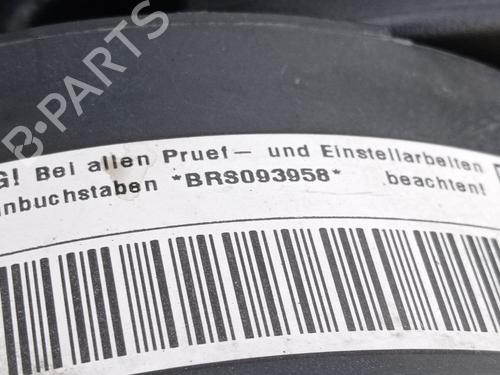 B-PARTS
G! Bei allen Pruef- und Einstellarbeiten
nbuchstaben *BRS093958* beachten!